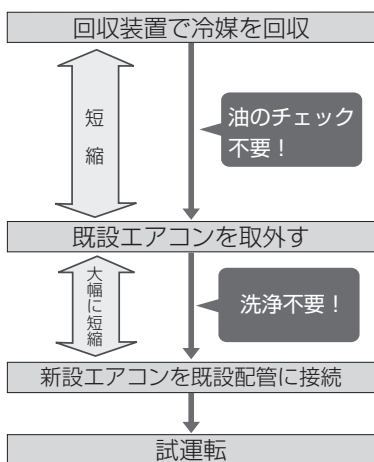 回収装置で冷媒を回収
短縮
油のチェック
不要！
既設エアコンを取外す
大幅に短縮
洗浄不要！
新設エアコンを既設配管に接続
試運転